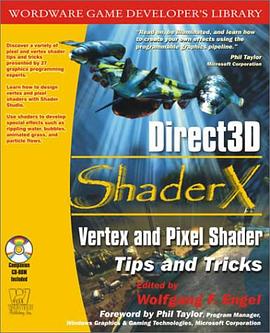 WORDWARE GAME DEVELOPER'S LIBRARY
Discover a variety of
pixel and vertex shader
tips and tricks
presented by 27
graphics programming
experts.
Learn how to design
vertex and pixel
shaders with Shader
Studio.
Use shaders to develop
special effects such as
rippling water, bubbles,
animated grass, and
particle flows.
"Read on, be illuminated, and learn how
to create your own effects using the
programmable graphics pipeline."
Phil Taylor
Microsoft Corporation
Direct3D
ShaderX
Vertex and Pixel Shader
Tips and Tricks
Edited by
Wolfgang F. Engel
Foreword by Phil Taylor, Program Manager,
Windows Graphics & Gaming Technologies, Microsoft Corporation
Companion
CD-ROM
Included